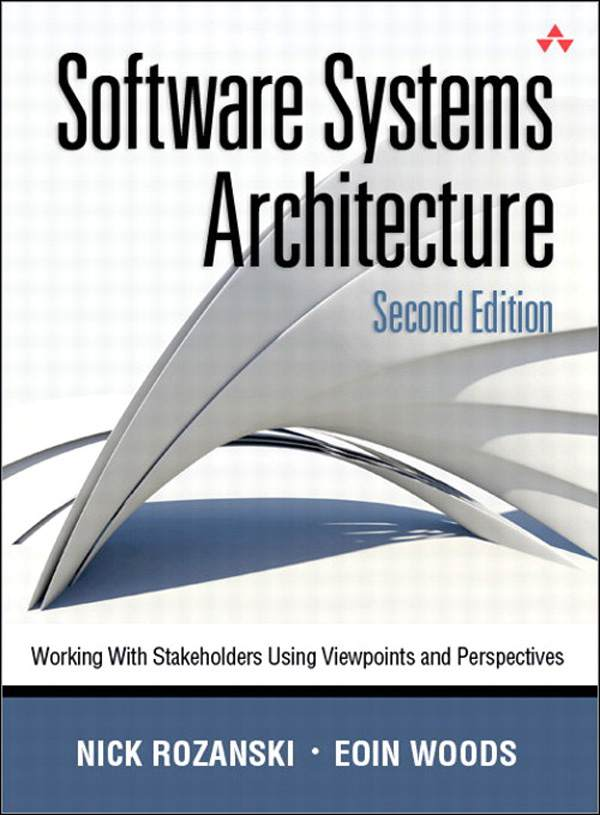 Software Systems
Architecture
Second Edition
Working With Stakeholders Using Viewpoints and Perspectives
NICK ROZANSKI • EOIN WOODS